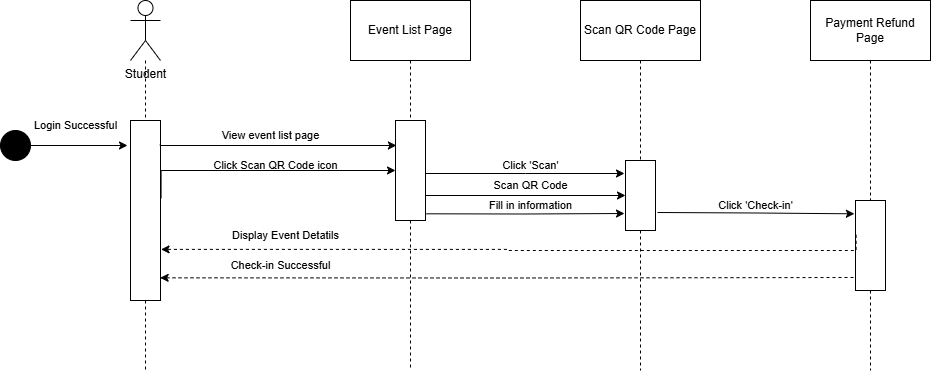 Student
Event List Page
Scan QR Code Page
Payment Refund
Page
Login Successful
View event list page
Click Scan QR Code icon
Click 'Scan'
Scan QR Code
Fill in information
Click 'Check-in'
Display Event Detatils
Check-in Successful